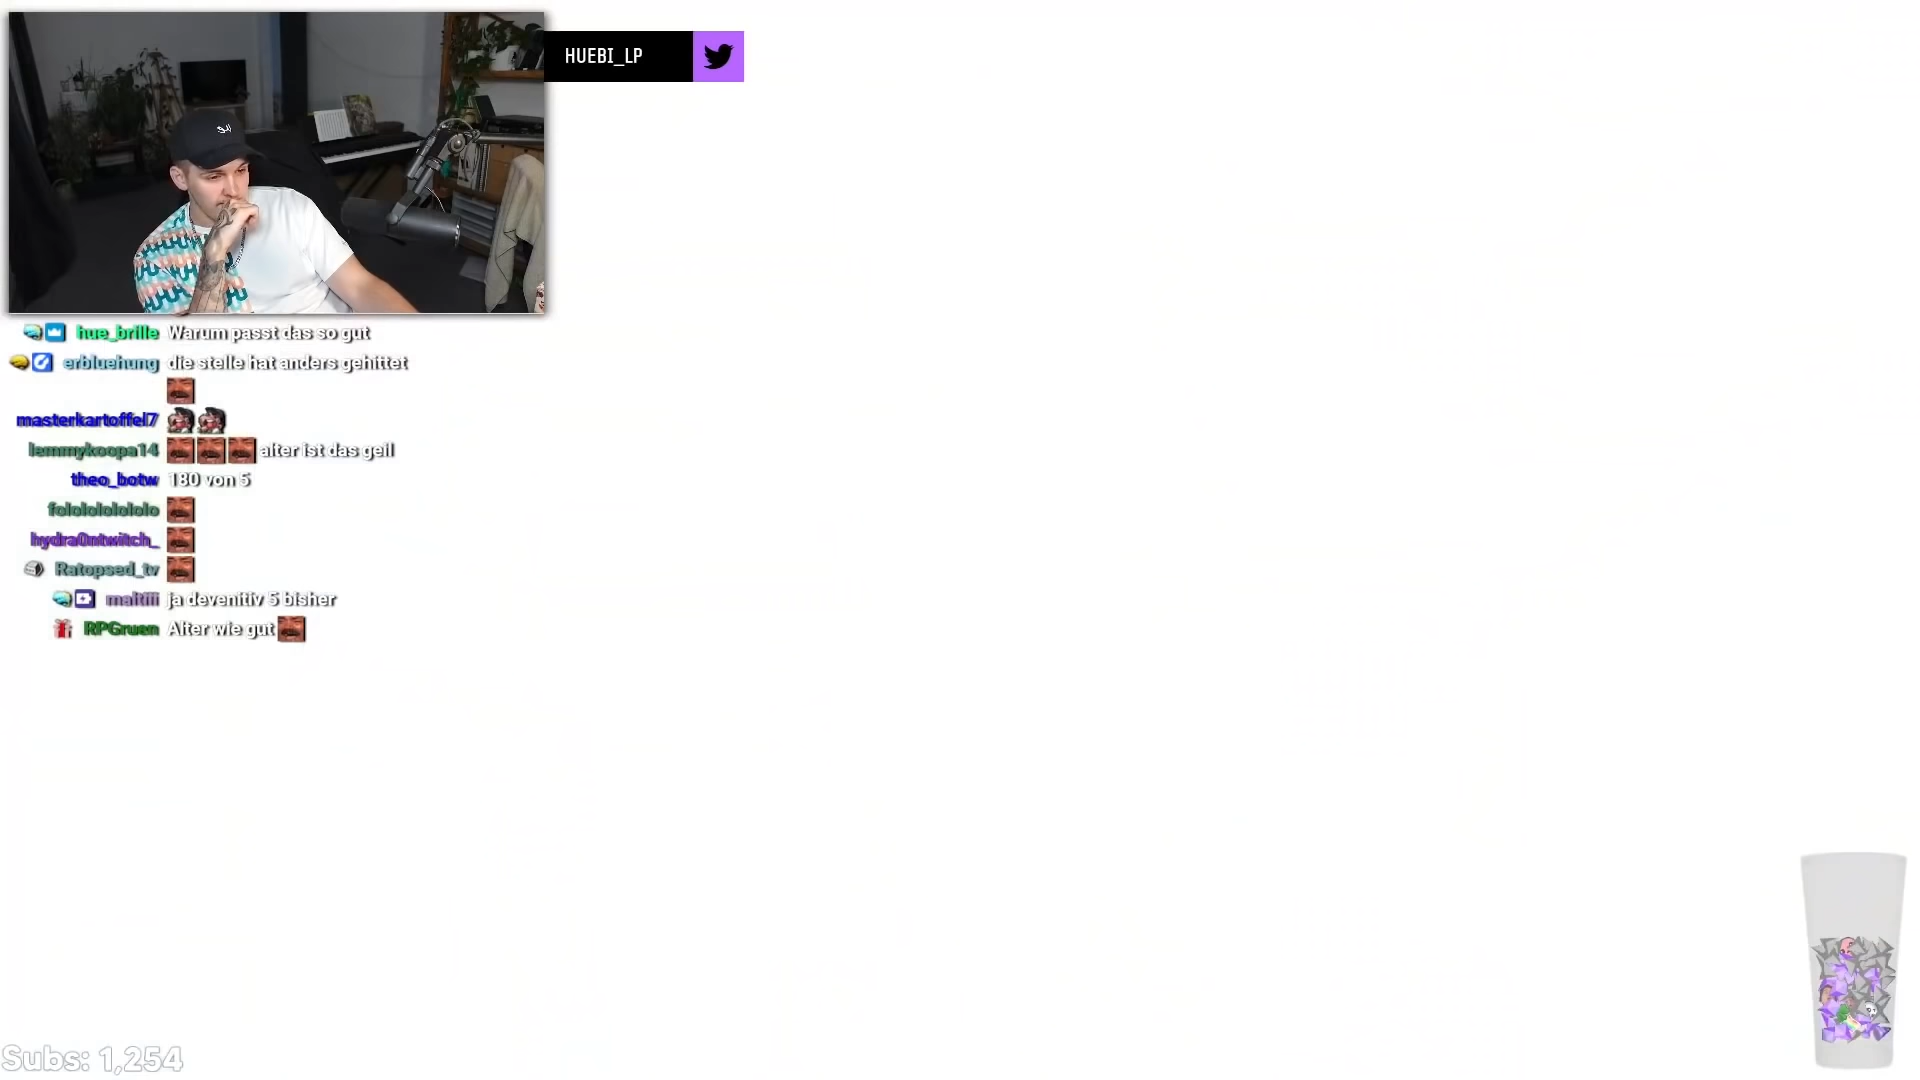 HUEBI_LP
hue_brille Warum passt das so gut
erbluehung die stelle hat anders gehittet
masterkartoffel7
lemmykoopa14 alter ist das geil
theo_botw 180 von 5
fololololololo
hydra0ntwitch_
Ratopsed_tv
maltiii ja devenitiv 5 bisher
RPGruen Alter wie gut
Subs: 1,254